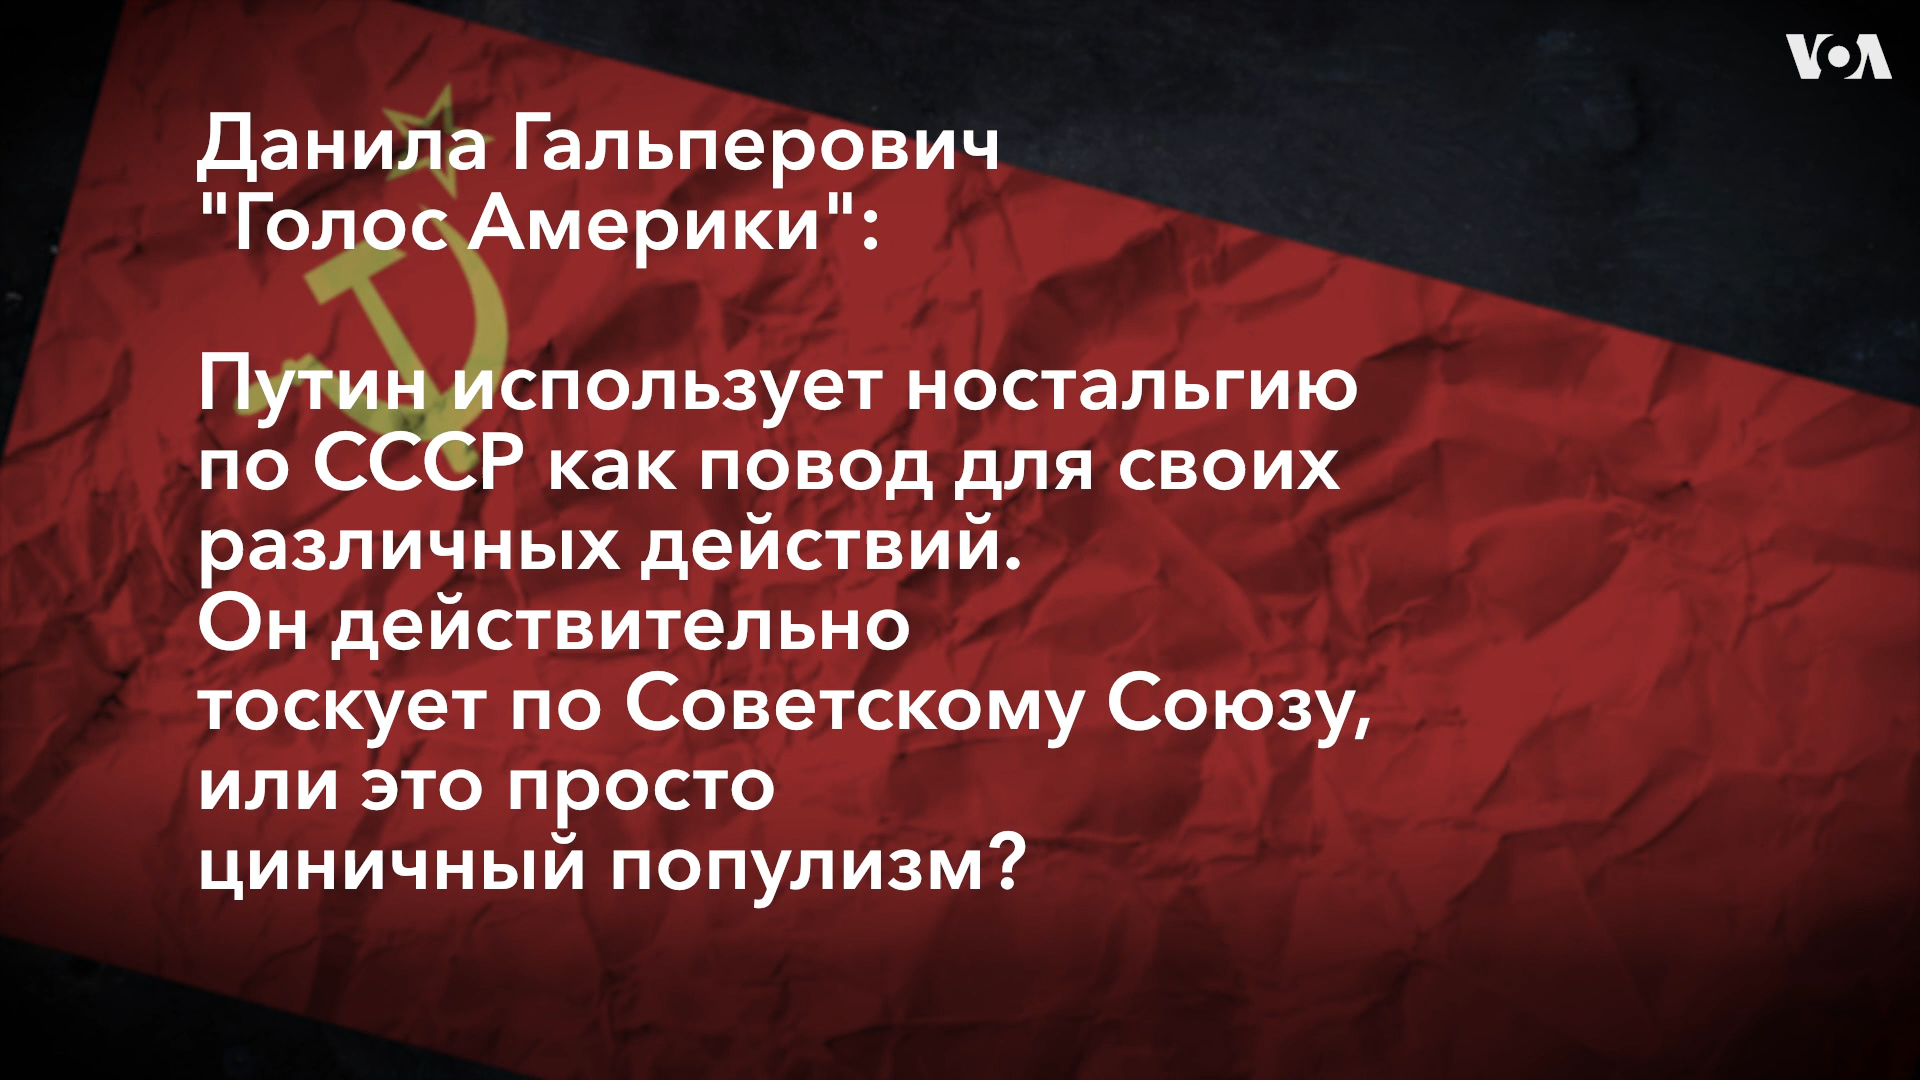 VOA
Данила Гальперович
"Голос Америки":
Путин использует ностальгию
по СССР как повод для своих
различных действий.
Он действительно
тоскует по Советскому Союзу,
или это просто
циничный популизм?